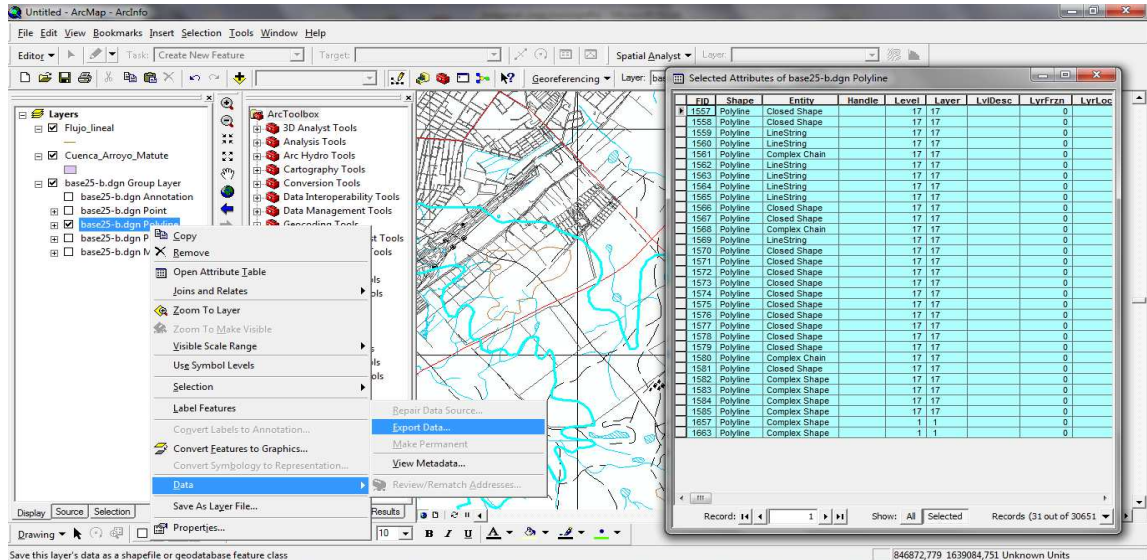 Untitled - ArcMap - ArcInfo
File Edit View Bookmarks Insert Selection Tools Window Help
Editor Task: Create New Feature Target: Spatial Analyst Layer:
Georeferencing Layer:
Layers
Flujo_lineal
Cuenca_Arroyo_Matute
base25-b.dgn Group Layer
base25-b.dgn Annotation
base25-b.dgn Point
base25-b.dgn Polyline
base25-b.dgn P
base25-b.dgn M
ArcToolbox
3D Analyst Tools
Analysis Tools
Arc Hydro Tools
Cartography Tools
Conversion Tools
Data Interoperability Tools
Data Management Tools
Geocoding Tools
Copy
Remove
Open Attribute Table
Joins and Relates
Zoom To Layer
Zoom To Make Visible
Visible Scale Range
Use Symbol Levels
Selection
Label Features
Convert Labels to Annotation...
Convert Features to Graphics...
Convert Symbology to Representation...
Data
Save As Layer File...
Properties...
Repair Data Source...
Export Data...
Make Permanent
View Metadata...
Review/Rematch Addresses...
Selected Attributes of base25-b.dgn Polyline
FID Shape Entity Handle Level Layer LvlDesc LyrFrzn LyrLoc
1557 Polyline Closed Shape 17 17 0
1558 Polyline Closed Shape 17 17 0
1559 Polyline LineString 17 17 0
1560 Polyline LineString 17 17 0
1561 Polyline Complex Chain 17 17 0
1562 Polyline LineString 17 17 0
1563 Polyline LineString 17 17 0
1564 Polyline LineString 17 17 0
1565 Polyline LineString 17 17 0
1566 Polyline Closed Shape 17 17 0
1567 Polyline Closed Shape 17 17 0
1568 Polyline Complex Chain 17 17 0
1569 Polyline LineString 17 17 0
1570 Polyline Closed Shape 17 17 0
1571 Polyline Closed Shape 17 17 0
1572 Polyline Closed Shape 17 17 0
1573 Polyline Closed Shape 17 17 0
1574 Polyline Closed Shape 17 17 0
1575 Polyline Closed Shape 17 17 0
1576 Polyline Closed Shape 17 17 0
1577 Polyline Closed Shape 17 17 0
1578 Polyline Closed Shape 17 17 0
1579 Polyline Closed Shape 17 17 0
1580 Polyline Complex Chain 17 17 0
1581 Polyline Closed Shape 17 17 0
1582 Polyline Complex Shape 17 17 0
1583 Polyline Complex Shape 17 17 0
1584 Polyline Complex Shape 17 17 0
1585 Polyline Complex Shape 17 17 0
1657 Polyline Complex Shape 1 1 0
1663 Polyline Complex Shape 1 1 0
Record: 1 Show: All Selected Records (31 out of 30651
Display Source Selection
Results
Drawing 10 B I U A
Save this layer's data as a shapefile or geodatabase feature class
846872,779 1639084,751 Unknown Units